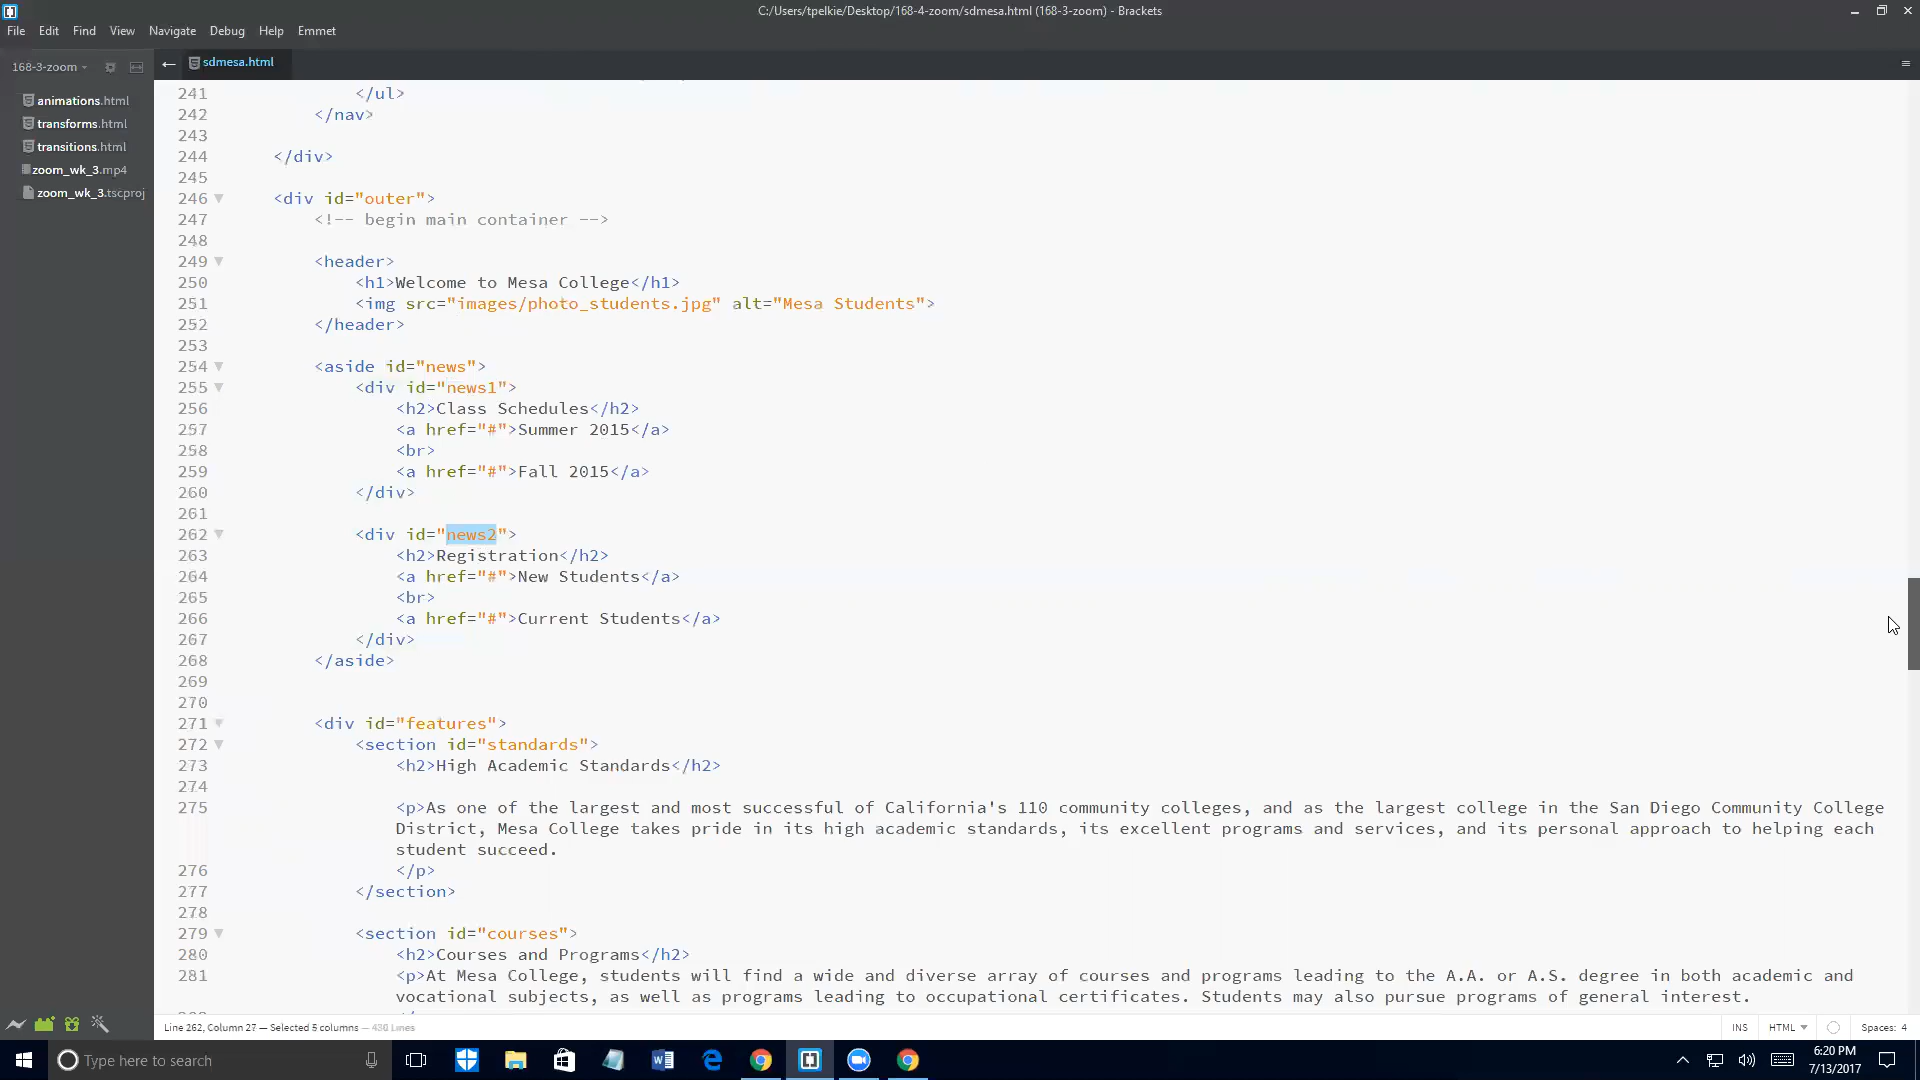 C:/Users/tpelkie/Desktop/168-4-zoom/sdmesa.html (168-3-zoom) - Brackets
File Edit Find View Navigate Debug Help Emmet
168-3-zoom
sdmesa.html
animations.html
transforms.html
transitions.html
zoom_wk_3.mp4
zoom_wk_3.tscproj
241 </ul>
242 </nav>
243
244 </div>
245
246 <div id="outer">
247 <!-- begin main container -->
248
249 <header>
250 <h1>Welcome to Mesa College</h1>
251 <img src="images/photo_students.jpg" alt="Mesa Students">
252 </header>
253
254 <aside id="news">
255 <div id="news1">
256 <h2>Class Schedules</h2>
257 <a href="#">Summer 2015</a>
258 <br>
259 <a href="#">Fall 2015</a>
260 </div>
261
262 <div id="news2">
263 <h2>Registration</h2>
264 <a href="#">New Students</a>
265 <br>
266 <a href="#">Current Students</a>
267 </div>
268 </aside>
269
270
271 <div id="features">
272 <section id="standards">
273 <h2>High Academic Standards</h2>
274
275 <p>As one of the largest and most successful of California's 110 community colleges, and as the largest college in the San Diego Community College
District, Mesa College takes pride in its high academic standards, its excellent programs and services, and its personal approach to helping each
student succeed.
276 </p>
277 </section>
278
279 <section id="courses">
280 <h2>Courses and Programs</h2>
281 <p>At Mesa College, students will find a wide and diverse array of courses and programs leading to the A.A. or A.S. degree in both academic and
vocational subjects, as well as programs leading to occupational certificates. Students may also pursue programs of general interest.
Line 262, Column 27 — Selected 5 columns — 430 Lines
INS HTML Spaces: 4
Type here to search
6:20 PM
7/13/2017